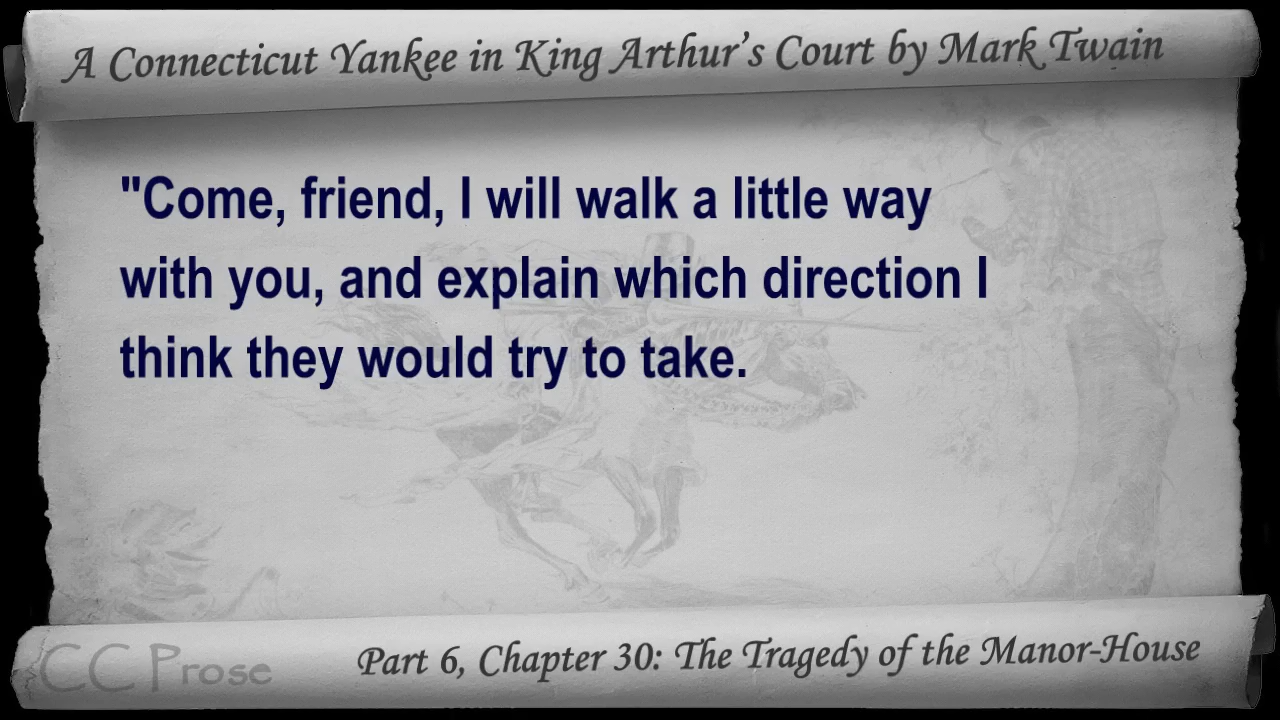 A Connecticut Yankee in King Arthur's Court by Mark Twain
"Come, friend, I will walk a little way
with you, and explain which direction I
think they would try to take.
CC Prose
Part 6, Chapter 30: The Tragedy of the Manor-House